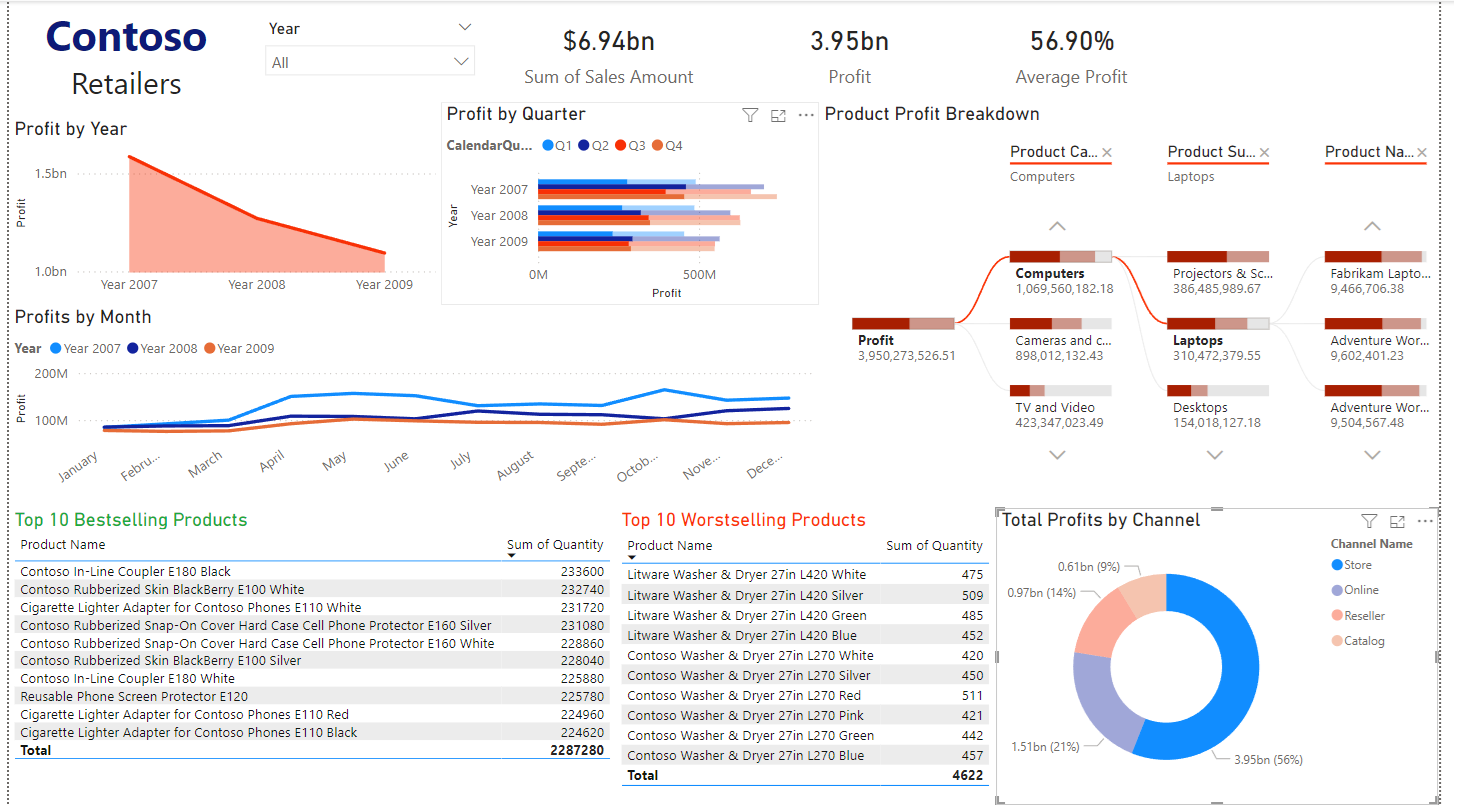 Contoso
Retailers
Year
All
$6.94bn
Sum of Sales Amount
3.95bn
Profit
56.90%
Average Profit
Profit by Year
1.5bn
1.0bn
Profit
Year 2007
Year 2008
Year 2009
Profit by Quarter
CalendarQu... Q1 Q2 Q3 Q4
Year
Year 2007
Year 2008
Year 2009
0M
500M
Profit
Product Profit Breakdown
Product Ca... ×
Computers
Product Su... ×
Laptops
Product Na... ×
Profit
3,950,273,526.51
Computers
1,069,560,182.18
Cameras and c...
898,012,132.43
TV and Video
423,347,023.49
Projectors & Sc...
386,485,989.67
Laptops
310,472,379.55
Desktops
154,018,127.18
Fabrikam Lapto...
9,466,706.38
Adventure Wor...
9,602,401.23
Adventure Wor...
9,504,567.48
Profits by Month
Year Year 2007 Year 2008 Year 2009
200M
100M
Profit
January
Febru...
March
April
May
June
July
August
Septe...
Octob...
Nove...
Dece...
Top 10 Bestselling Products
Product Name Sum of Quantity
Contoso In-Line Coupler E180 Black 233600
Contoso Rubberized Skin BlackBerry E100 White 232740
Cigarette Lighter Adapter for Contoso Phones E110 White 231720
Contoso Rubberized Snap-On Cover Hard Case Cell Phone Protector E160 Silver 231080
Contoso Rubberized Snap-On Cover Hard Case Cell Phone Protector E160 White 228860
Contoso Rubberized Skin BlackBerry E100 Silver 228040
Contoso In-Line Coupler E180 White 225880
Reusable Phone Screen Protector E120 225780
Cigarette Lighter Adapter for Contoso Phones E110 Red 224960
Cigarette Lighter Adapter for Contoso Phones E110 Black 224620
Total 2287280
Top 10 Worstselling Products
Product Name Sum of Quantity
Litware Washer & Dryer 27in L420 White 475
Litware Washer & Dryer 27in L420 Silver 509
Litware Washer & Dryer 27in L420 Green 485
Litware Washer & Dryer 27in L420 Blue 452
Contoso Washer & Dryer 27in L270 White 420
Contoso Washer & Dryer 27in L270 Silver 450
Contoso Washer & Dryer 27in L270 Red 511
Contoso Washer & Dryer 27in L270 Pink 421
Contoso Washer & Dryer 27in L270 Green 442
Contoso Washer & Dryer 27in L270 Blue 457
Total 4622
Total Profits by Channel
Channel Name
Store
Online
Reseller
Catalog
0.61bn (9%)
0.97bn (14%)
1.51bn (21%)
3.95bn (56%)